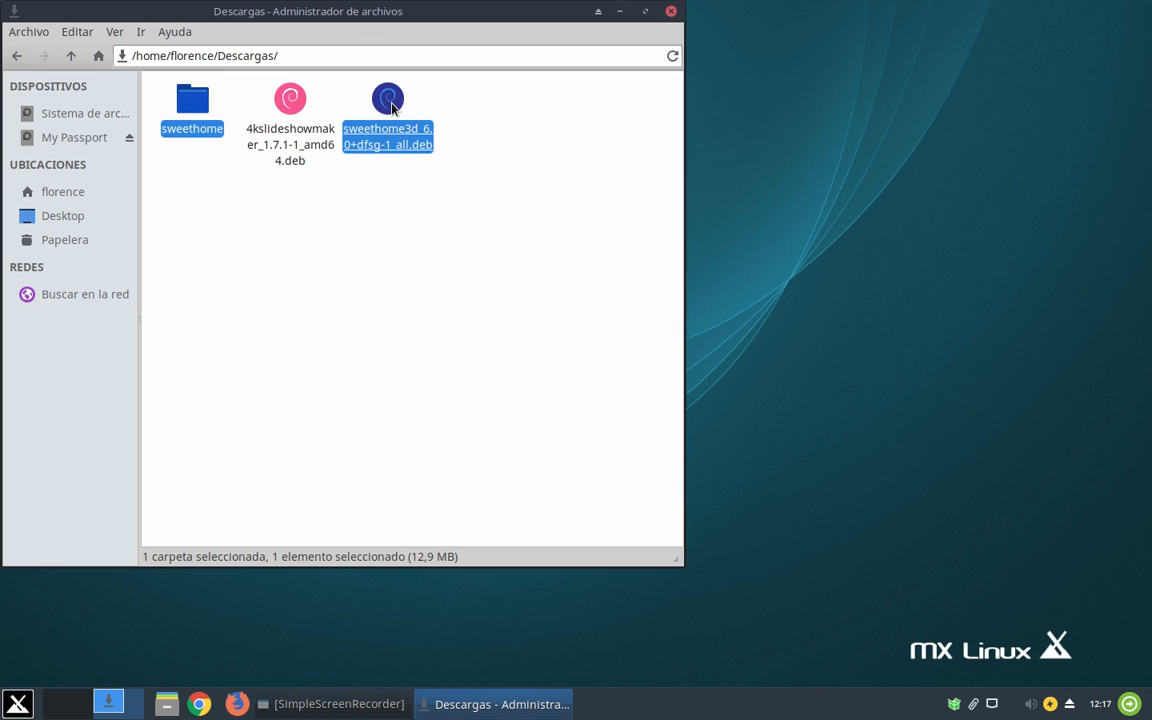 Descargas - Administrador de archivos
Archivo Editar Ver Ir Ayuda
/home/florence/Descargas/
DISPOSITIVOS
Sistema de arc...
My Passport
UBICACIONES
florence
Desktop
Papelera
REDES
Buscar en la red
sweethome
4kslideshowmak
er_1.7.1-1_amd6
4.deb
sweethome3d_6.
0+dfsg-1_all.deb
1 carpeta seleccionada, 1 elemento seleccionado (12,9 MB)
MX Linux
[SimpleScreenRecorder]
Descargas - Administra...
12:17